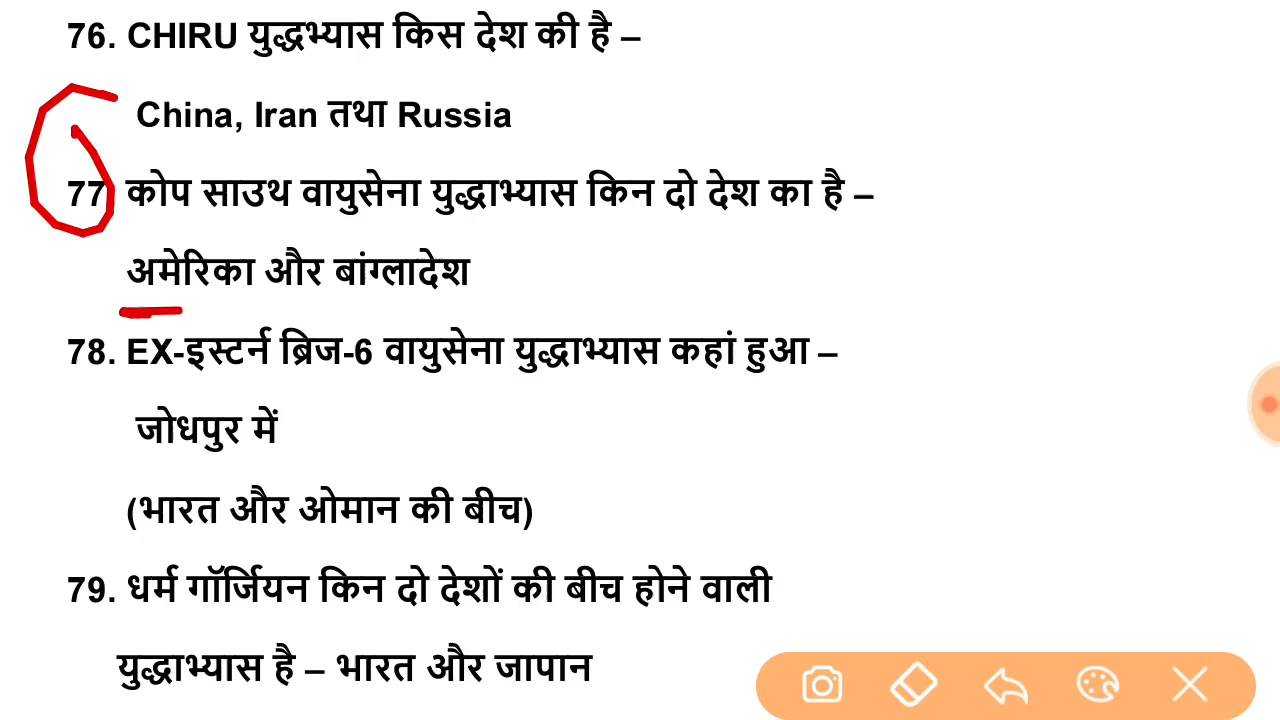 76. CHIRU युद्धभ्यास किस देश की है –
China, Iran तथा Russia
77. कोप साउथ वायुसेना युद्धाभ्यास किन दो देश का है –
अमेरिका और बांग्लादेश
78. EX-इस्टर्न ब्रिज-6 वायुसेना युद्धाभ्यास कहां हुआ –
जोधपुर में
(भारत और ओमान की बीच)
79. धर्म गॉर्जियन किन दो देशों की बीच होने वाली
युद्धाभ्यास है – भारत और जापान